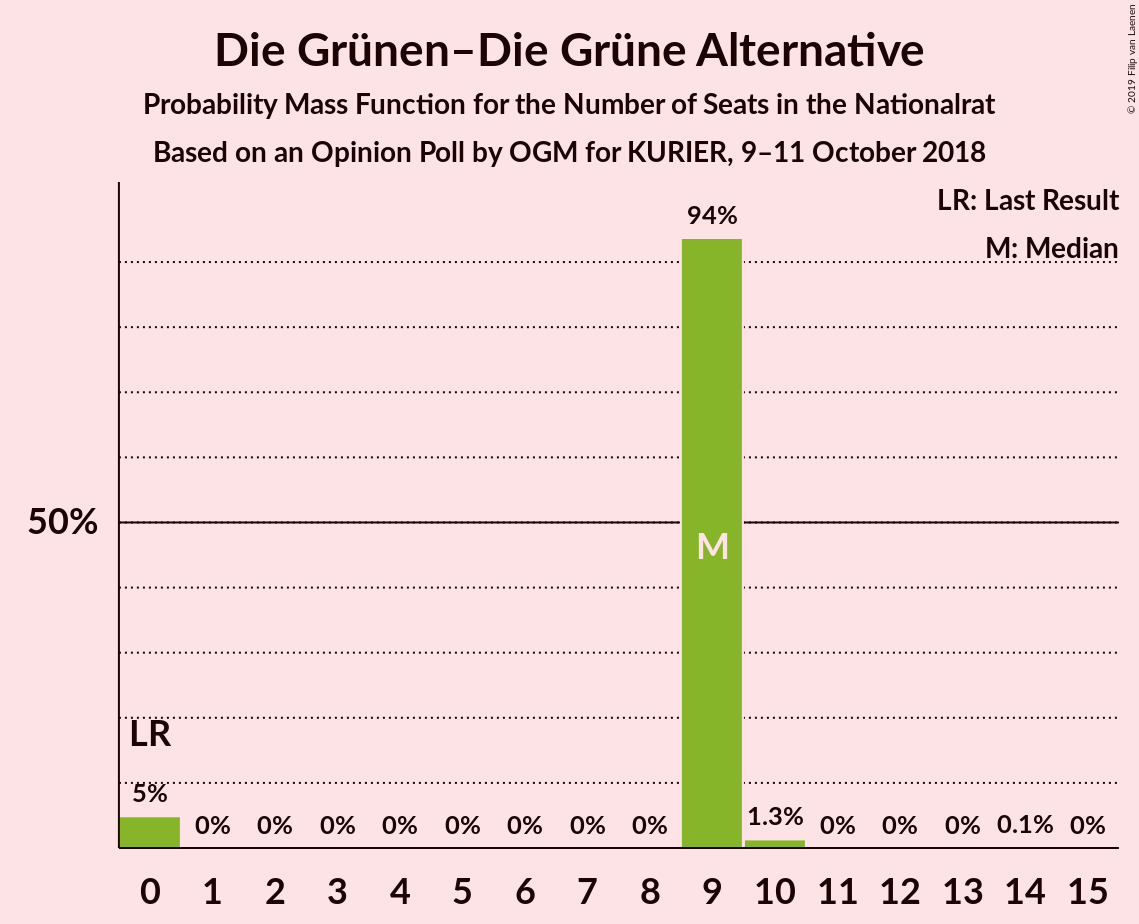 Die Grünen–Die Grüne Alternative
Probability Mass Function for the Number of Seats in the Nationalrat
Based on an Opinion Poll by OGM for KURIER, 9–11 October 2018
© 2019 Filip van Laenen
LR: Last Result
M: Median
94%
50%
M
LR
5% 0% 0% 0% 0% 0% 0% 0% 0% 1.3% 0% 0% 0% 0.1% 0%
0 1 2 3 4 5 6 7 8 9 10 11 12 13 14 15